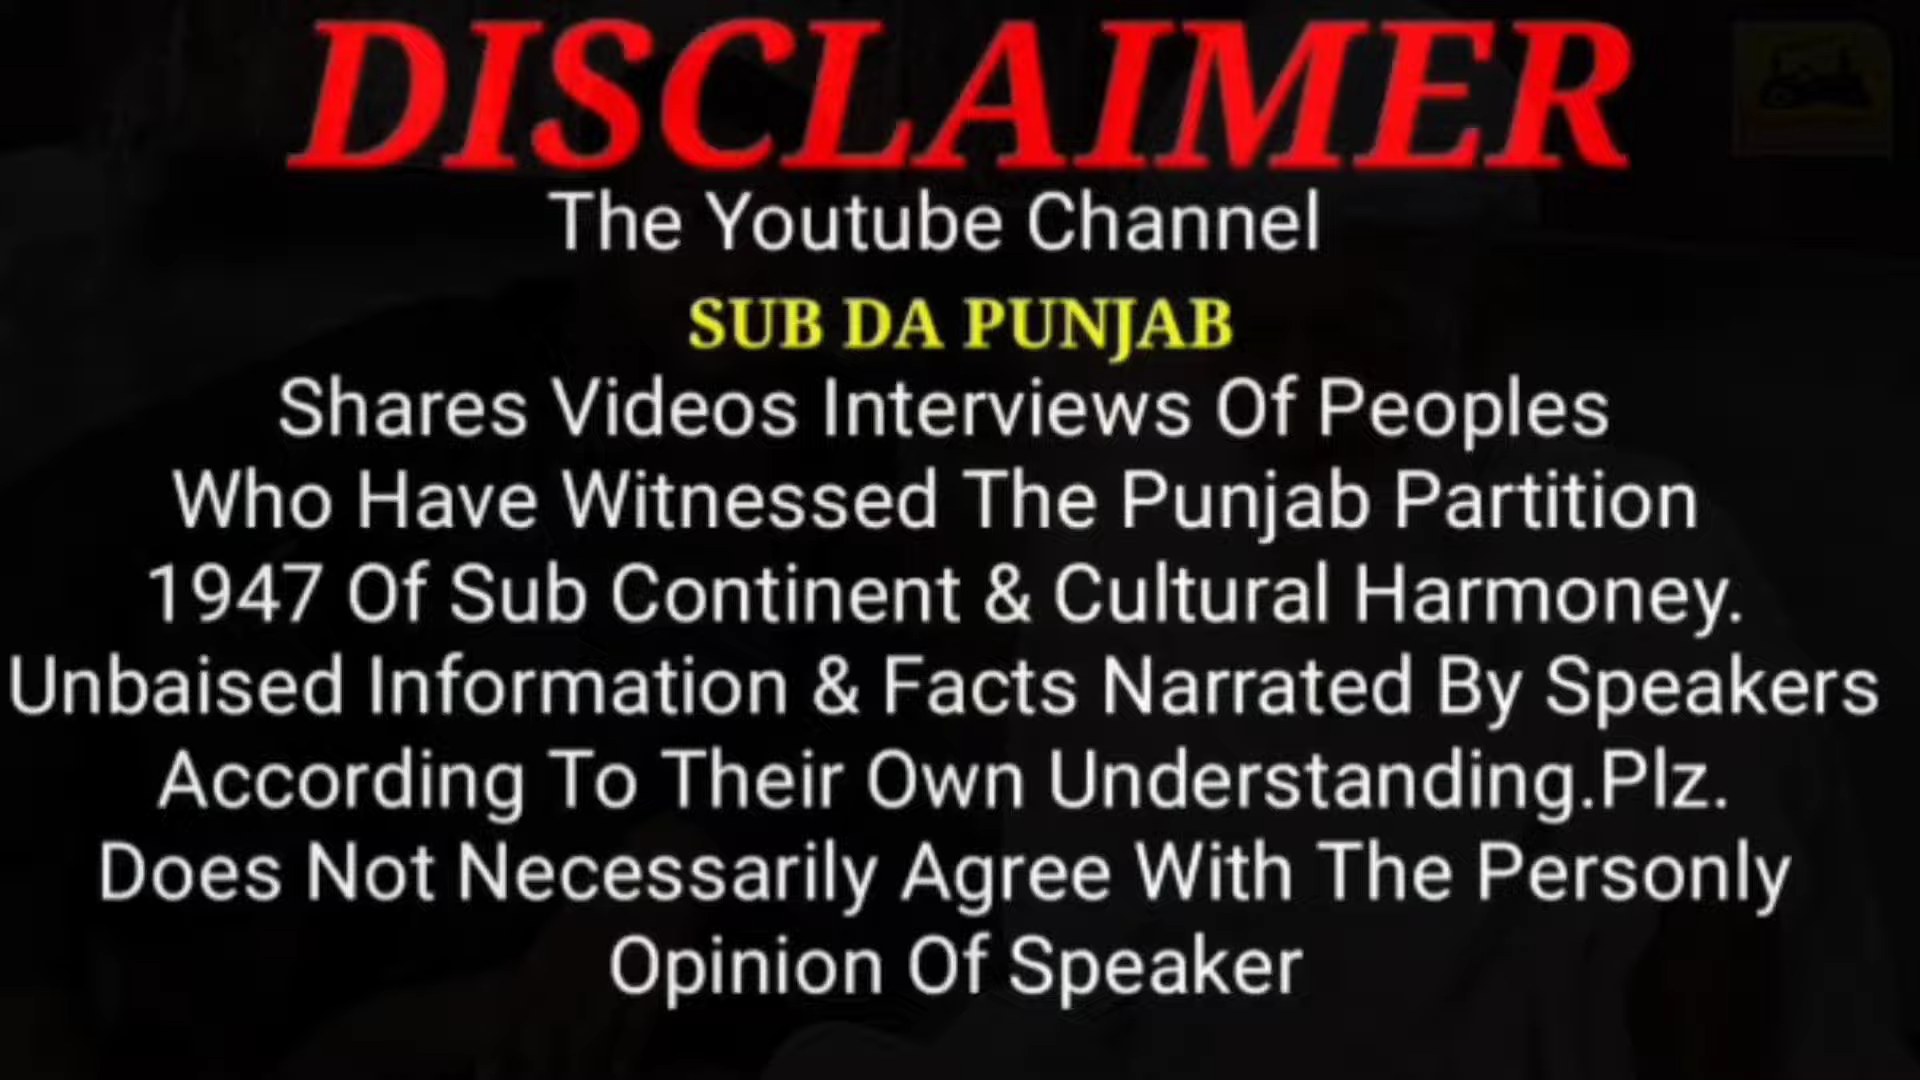 DISCLAIMER
The Youtube Channel
SUB DA PUNJAB
Shares Videos Interviews Of Peoples
Who Have Witnessed The Punjab Partition
1947 Of Sub Continent & Cultural Harmoney.
Unbaised Information & Facts Narrated By Speakers
According To Their Own Understanding.Plz.
Does Not Necessarily Agree With The Personly
Opinion Of Speaker